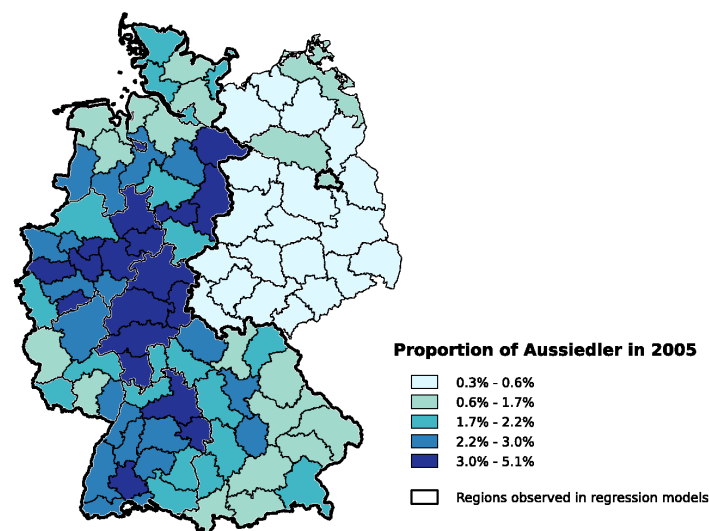 Proportion of Aussiedler in 2005
0.3% - 0.6%
0.6% - 1.7%
1.7% - 2.2%
2.2% - 3.0%
3.0% - 5.1%
Regions observed in regression models